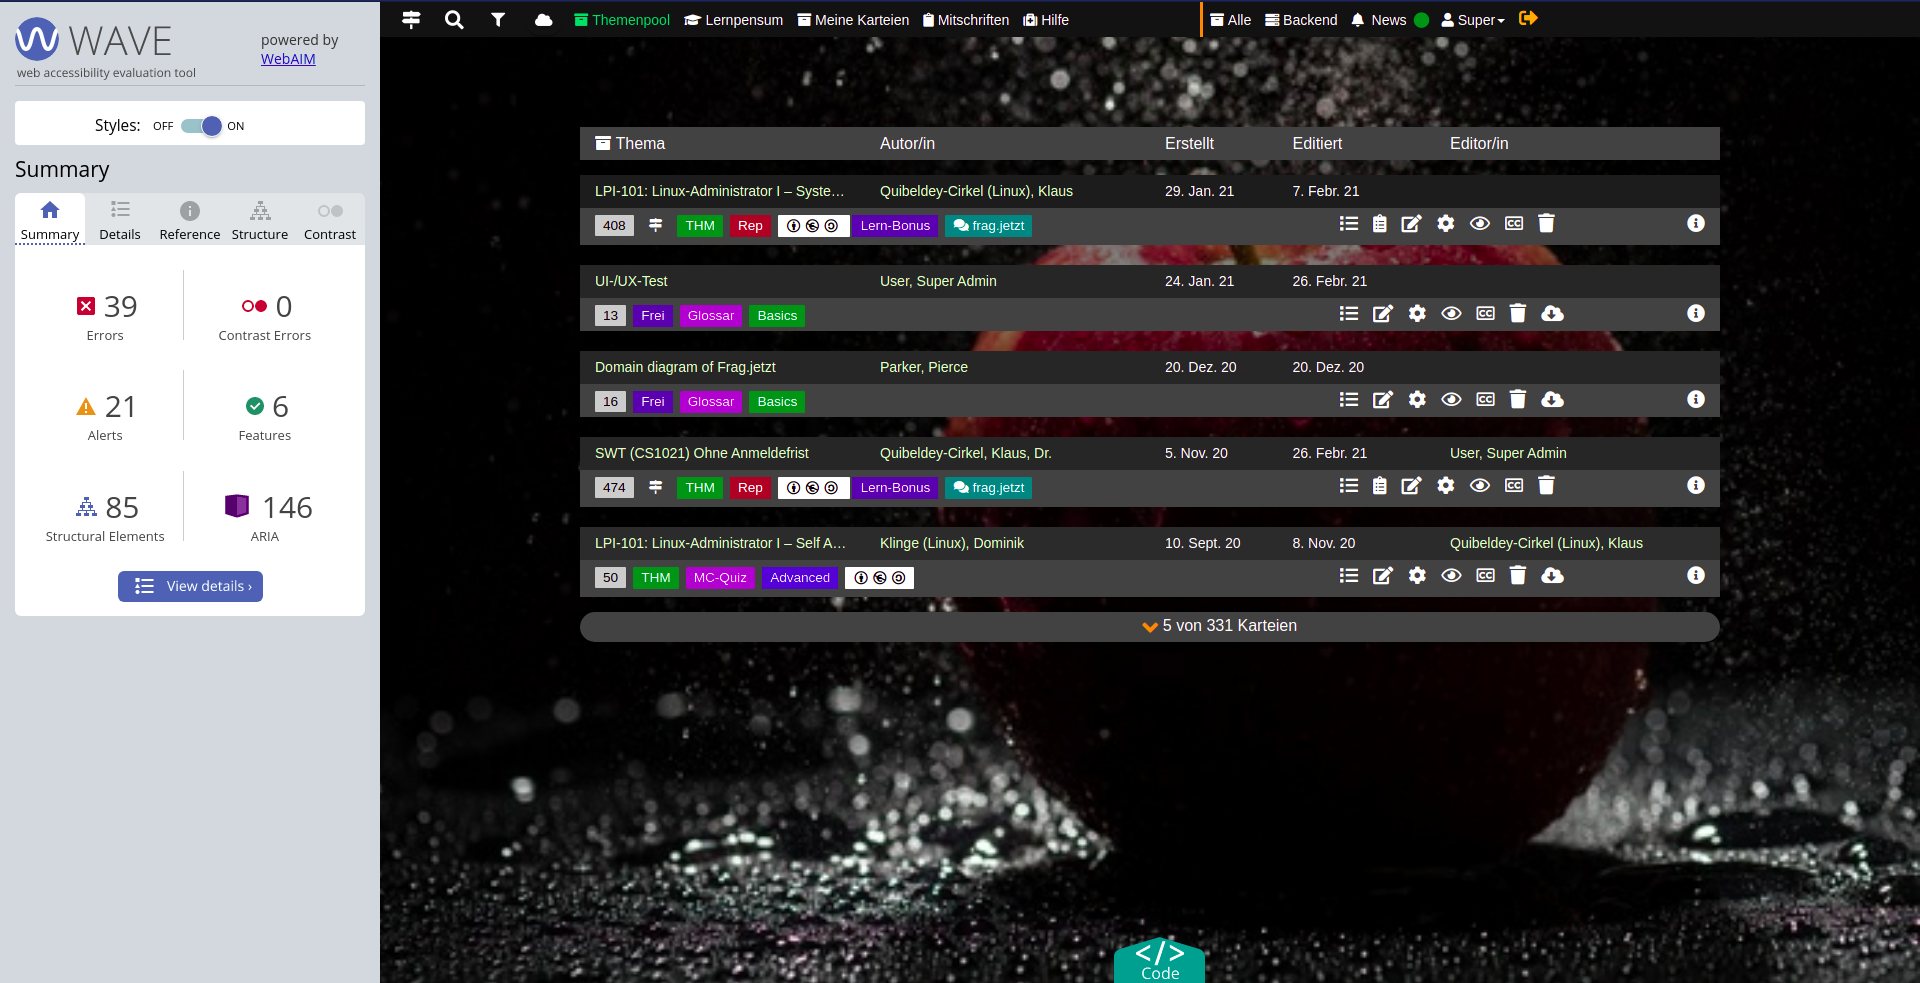 WAVE
web accessibility evaluation tool
powered by
WebAIM
Styles: OFF ON
Summary
Summary Details Reference Structure Contrast
39
Errors
0
Contrast Errors
21
Alerts
6
Features
85
Structural Elements
146
ARIA
View details ›
Themenpool Lernpensum Meine Karteien Mitschriften Hilfe Alle Backend News Super
Thema Autor/in Erstellt Editiert Editor/in
LPI-101: Linux-Administrator I – Syste… Quibeldey-Cirkel (Linux), Klaus 29. Jan. 21 7. Febr. 21
408 THM Rep Lern-Bonus frag.jetzt CC
UI-/UX-Test User, Super Admin 24. Jan. 21 26. Febr. 21
13 Frei Glossar Basics CC
Domain diagram of Frag.jetzt Parker, Pierce 20. Dez. 20 20. Dez. 20
16 Frei Glossar Basics CC
SWT (CS1021) Ohne Anmeldefrist Quibeldey-Cirkel, Klaus, Dr. 5. Nov. 20 26. Febr. 21 User, Super Admin
474 THM Rep Lern-Bonus frag.jetzt CC
LPI-101: Linux-Administrator I – Self A… Klinge (Linux), Dominik 10. Sept. 20 8. Nov. 20 Quibeldey-Cirkel (Linux), Klaus
50 THM MC-Quiz Advanced CC
5 von 331 Karteien
</>
Code